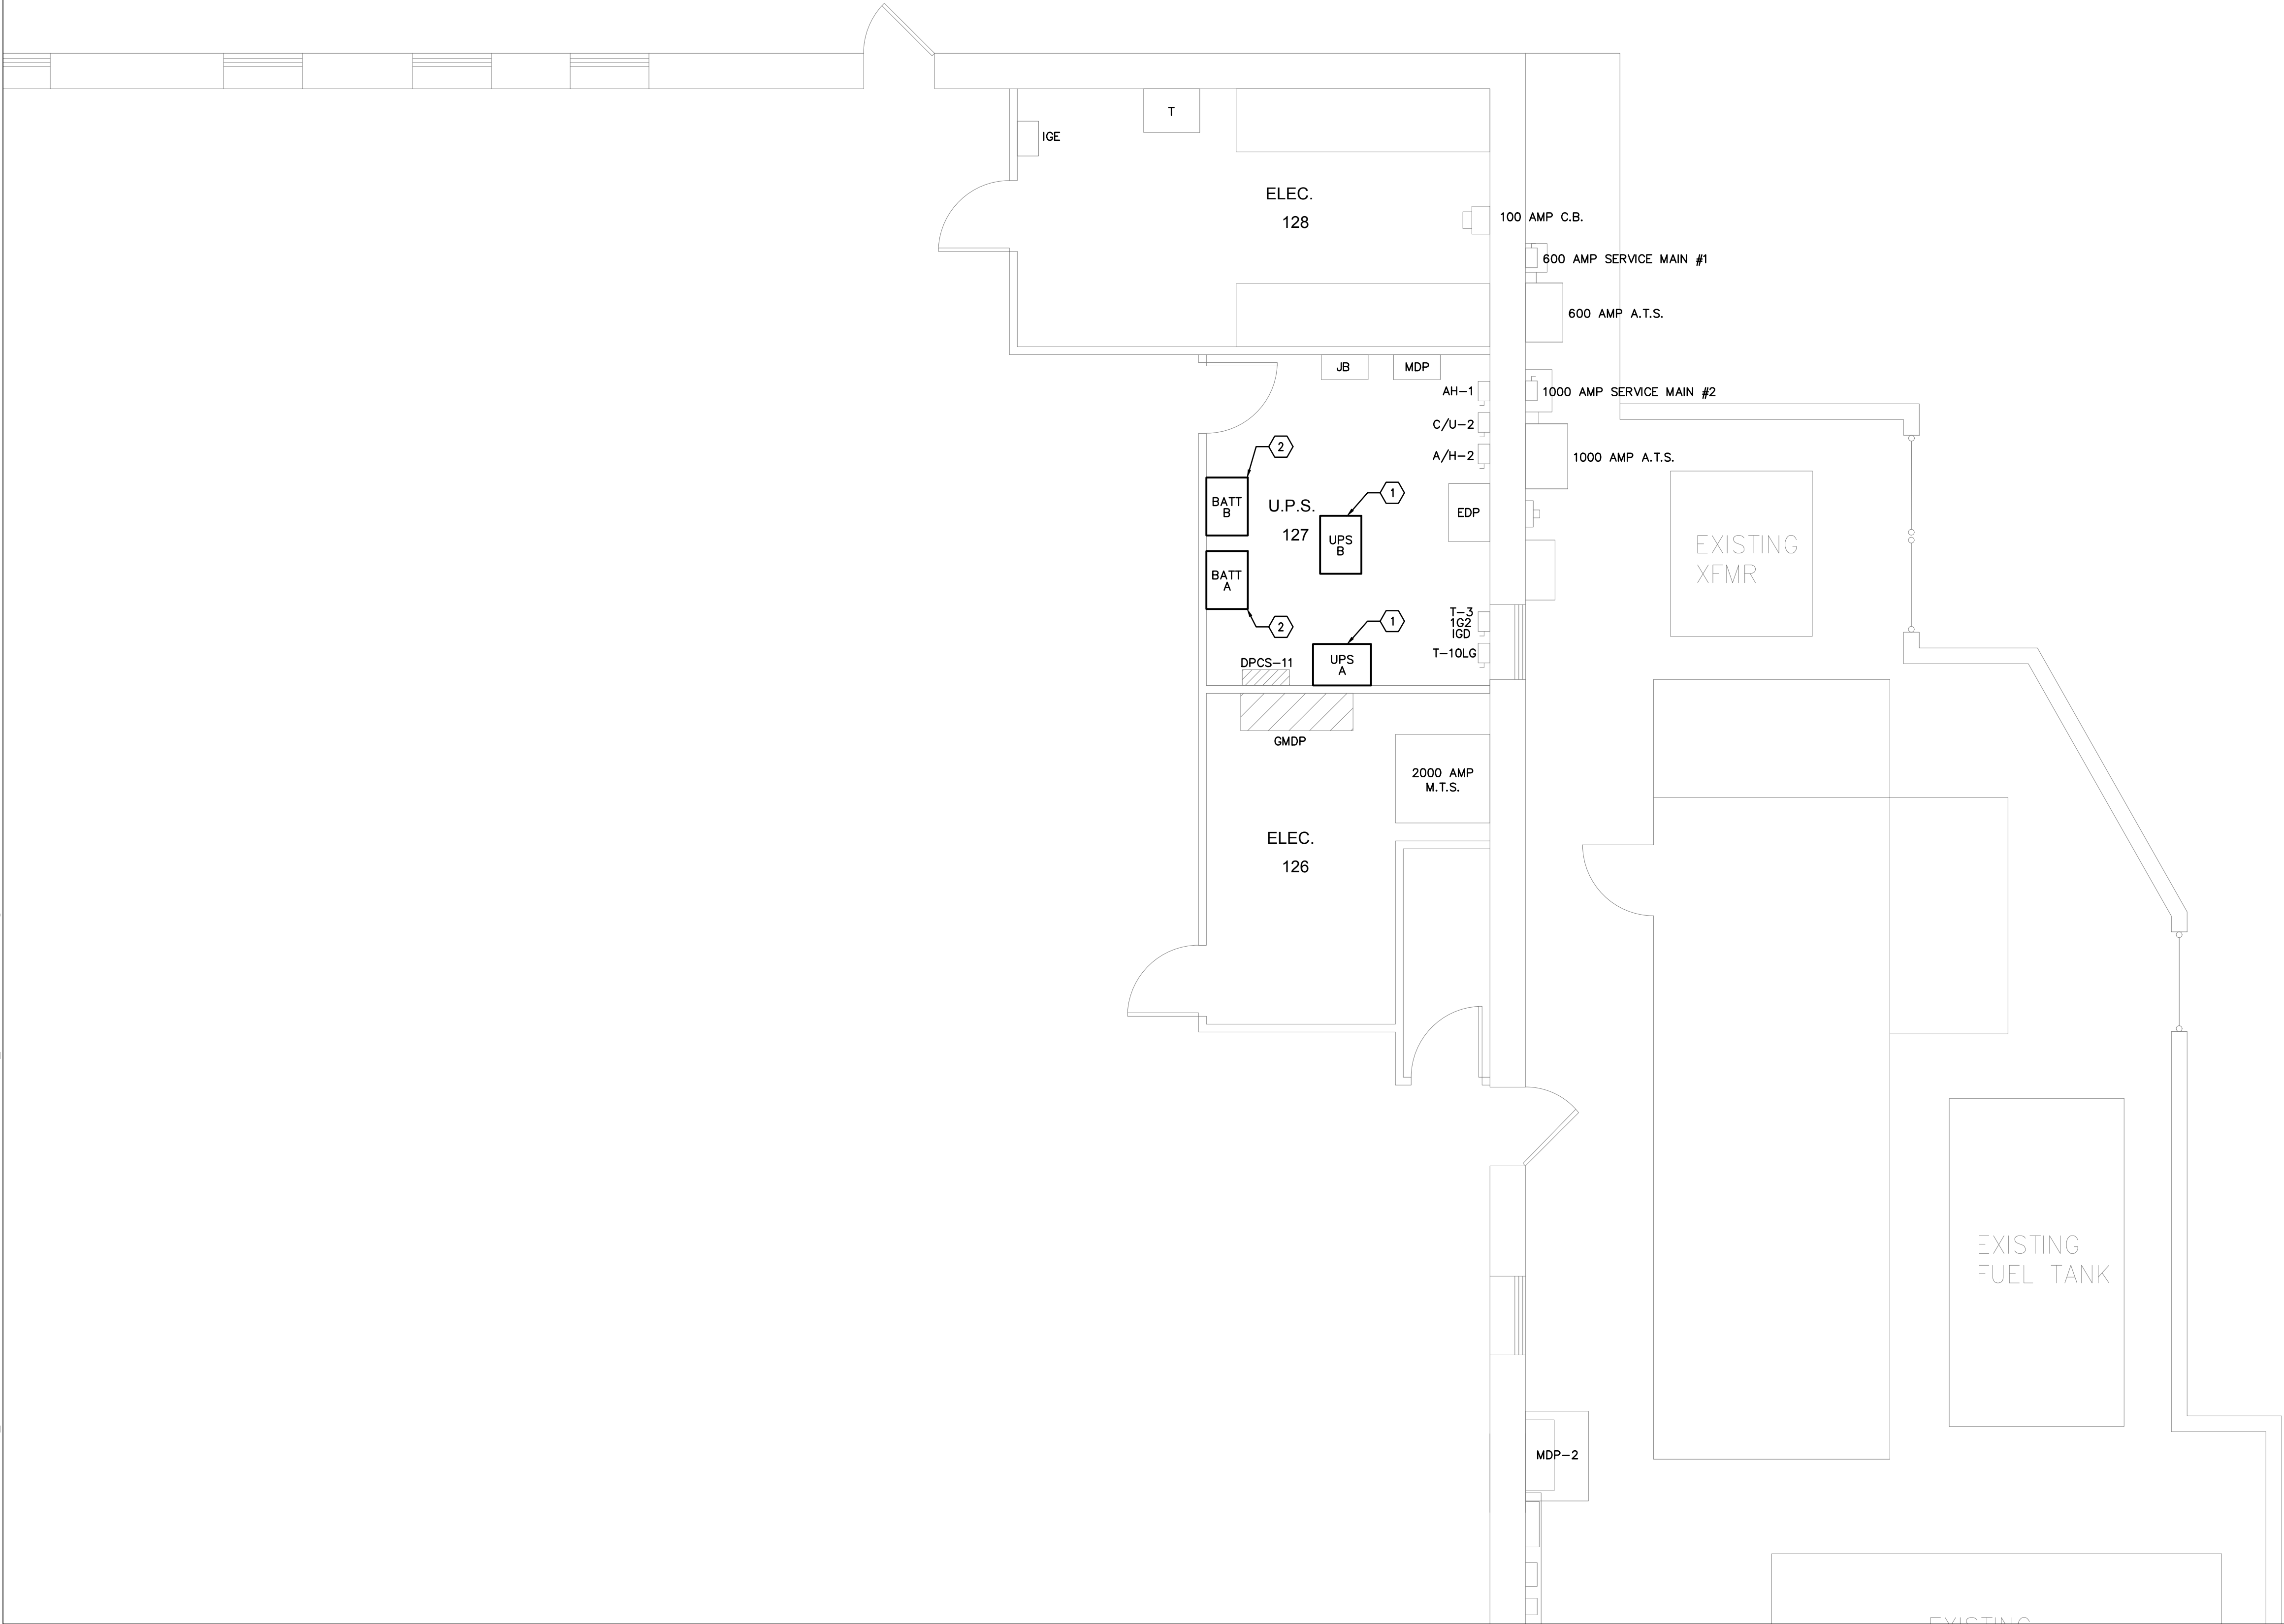 T
IGE
ELEC.
128
100 AMP C.B.
600 AMP SERVICE MAIN #1
600 AMP A.T.S.
JB
MDP
AH-1
1000 AMP SERVICE MAIN #2
C/U-2
2
A/H-2
1000 AMP A.T.S.
1
BATT
B
U.P.S.
127
EDP
UPS
B
EXISTING
XFMR
BATT
A
T-3
1G2
IGD
1
2
T-10LG
DPCS-11
UPS
A
GMDP
2000 AMP
M.T.S.
ELEC.
126
EXISTING
FUEL TANK
MDP-2
EXISTING